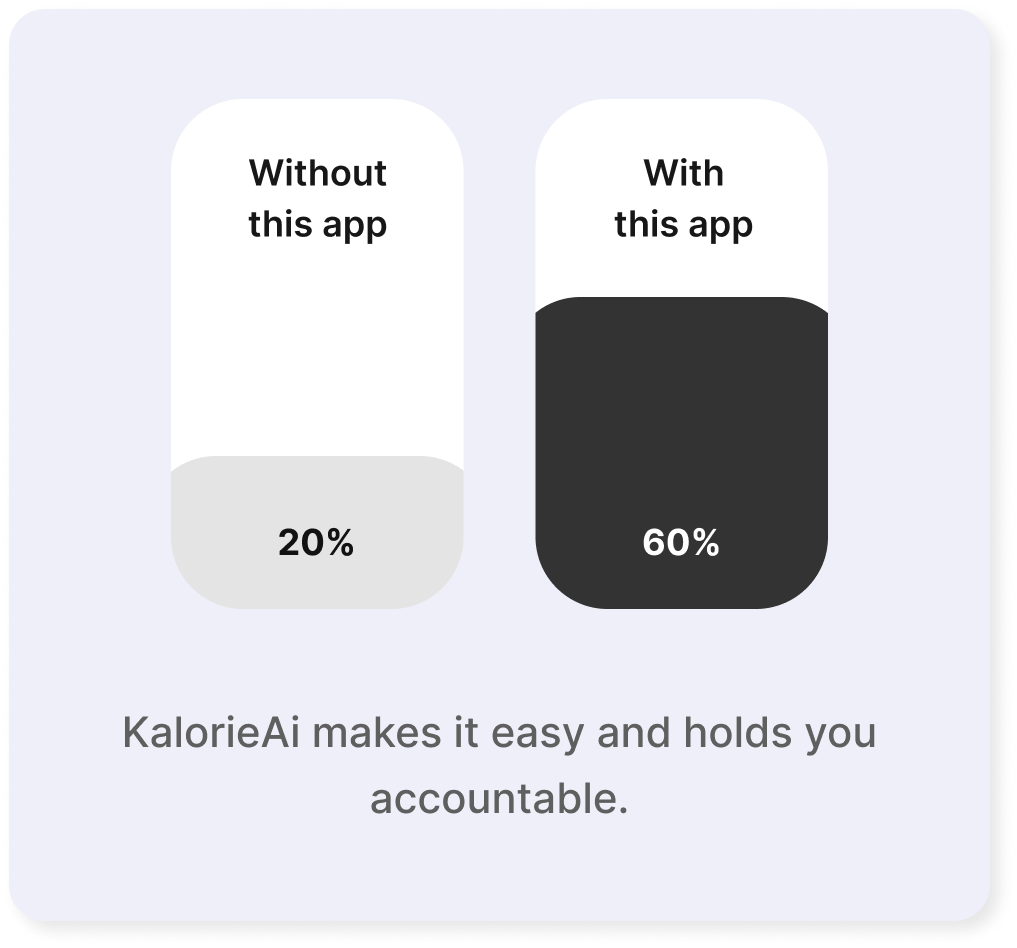 Without
this app
With
this app
20%
60%
KalorieAi makes it easy and holds you
accountable.